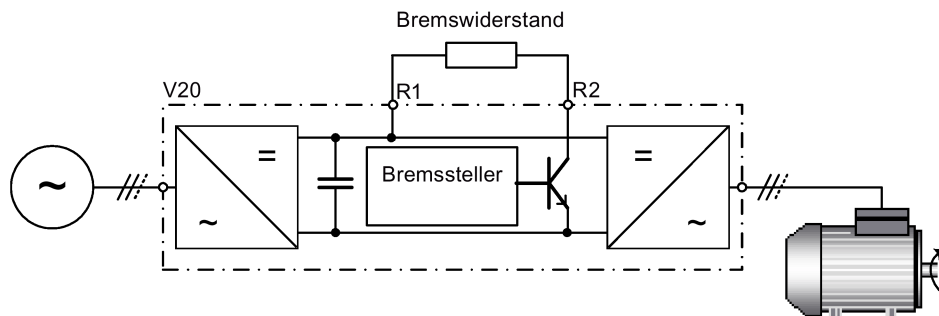 Bremswiderstand
V20
R1
R2
=
=
Bremssteller
~
~
~